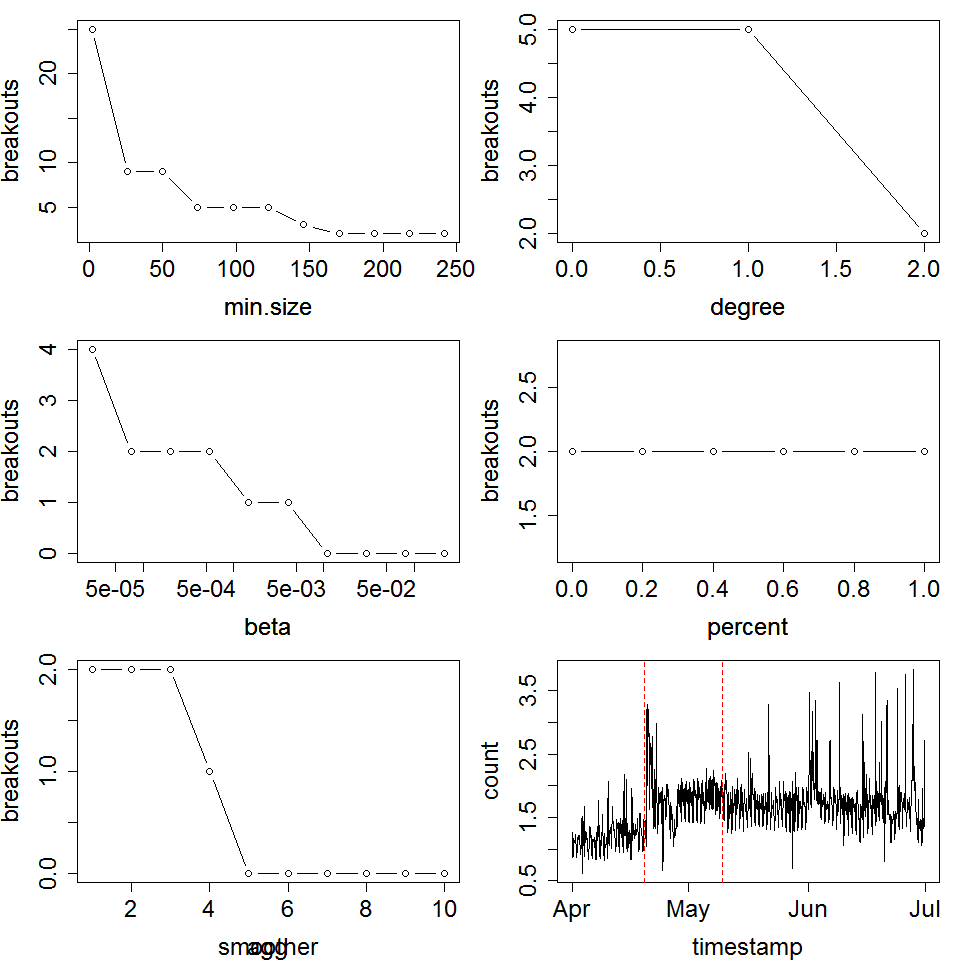 breakouts
20
10
5
0 50 100 150 200 250
min.size
breakouts
5.0
4.0
3.0
2.0
0.0 0.5 1.0 1.5 2.0
degree
breakouts
4
3
2
1
0
5e-05 5e-04 5e-03 5e-02
beta
breakouts
2.5
2.0
1.5
0.0 0.2 0.4 0.6 0.8 1.0
percent
breakouts
2.0
1.0
0.0
2 4 6 8 10
count
3.5
2.5
1.5
0.5
Apr May Jun Jul
timestamp